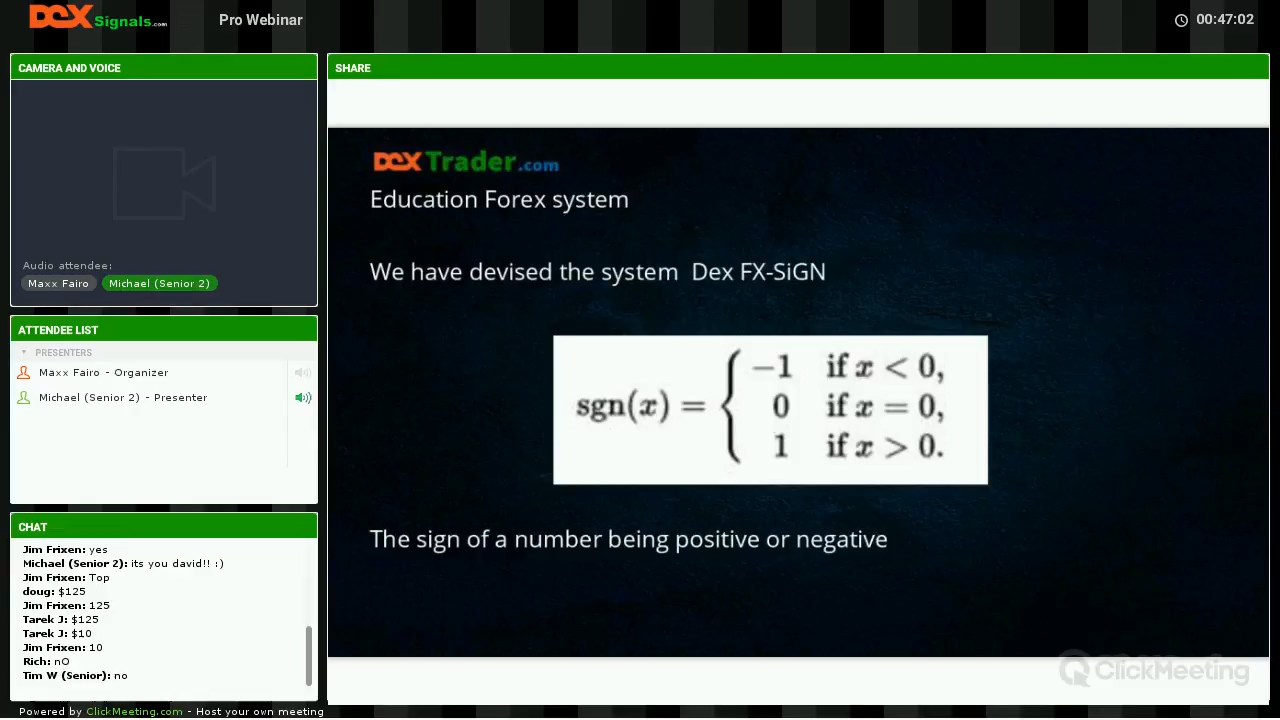 DEX Signals.com
Pro Webinar
00:47:02
CAMERA AND VOICE
Audio attendee:
Maxx Fairo
Michael (Senior 2)
ATTENDEE LIST
PRESENTERS
Maxx Fairo - Organizer
Michael (Senior 2) - Presenter
CHAT
Jim Frixen: yes
Michael (Senior 2): its you david!! :)
Jim Frixen: Top
doug: $125
Jim Frixen: 125
Tarek J: $125
Tarek J: $10
Jim Frixen: 10
Rich: nO
Tim W (Senior): no
Powered by ClickMeeting.com - Host your own meeting
SHARE
DEX Trader.com
Education Forex system
We have devised the system Dex FX-SiGN
sgn(x) = { −1 if x < 0,
0 if x = 0,
1 if x > 0.
The sign of a number being positive or negative
ClickMeeting